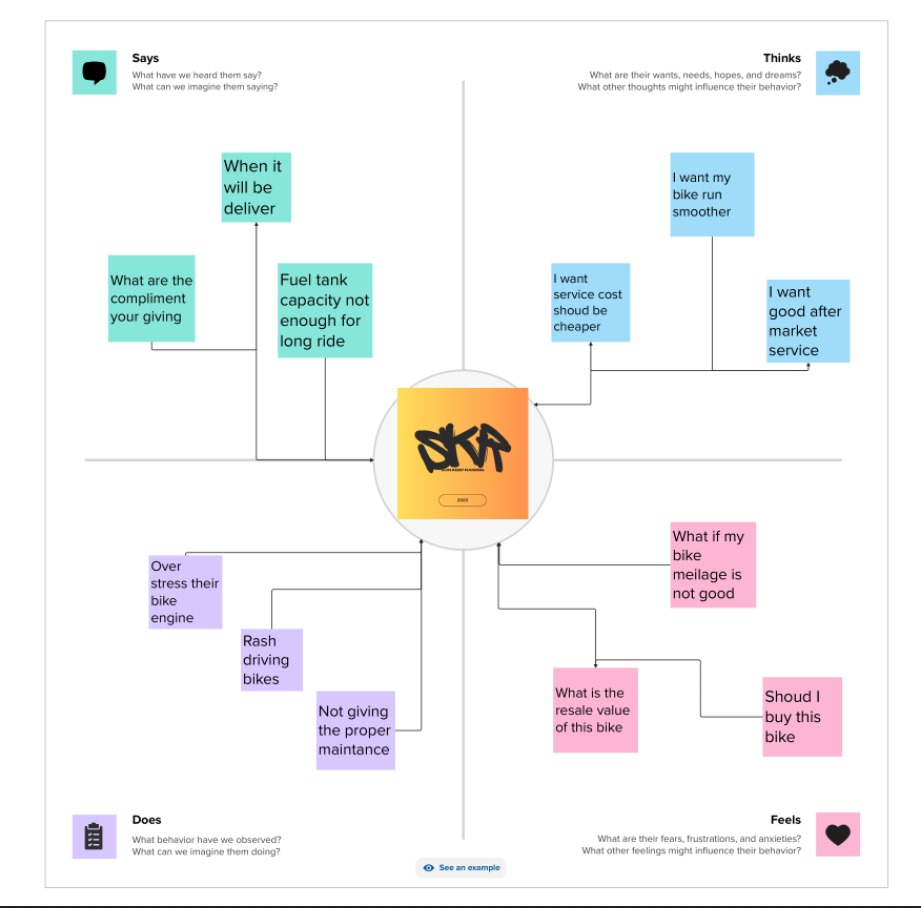 Says
What have we heard them say?
What can we imagine them saying?
Thinks
What are their wants, needs, hopes, and dreams?
What other thoughts might influence their behavior?
When it
will be
deliver
What are the
compliment
your giving
Fuel tank
capacity not
enough for
long ride
I want my
bike run
smoother
I want
service cost
shoud be
cheaper
I want
good after
market
service
SKR
2023
Over
stress their
bike
engine
Rash
driving
bikes
Not giving
the proper
maintance
What if my
bike
meilage is
not good
What is the
resale value
of this bike
Shoud I
buy this
bike
Does
What behavior have we observed?
What can we imagine them doing?
Feels
What are their fears, frustrations, and anxieties?
What other feelings might influence their behavior?
See an example